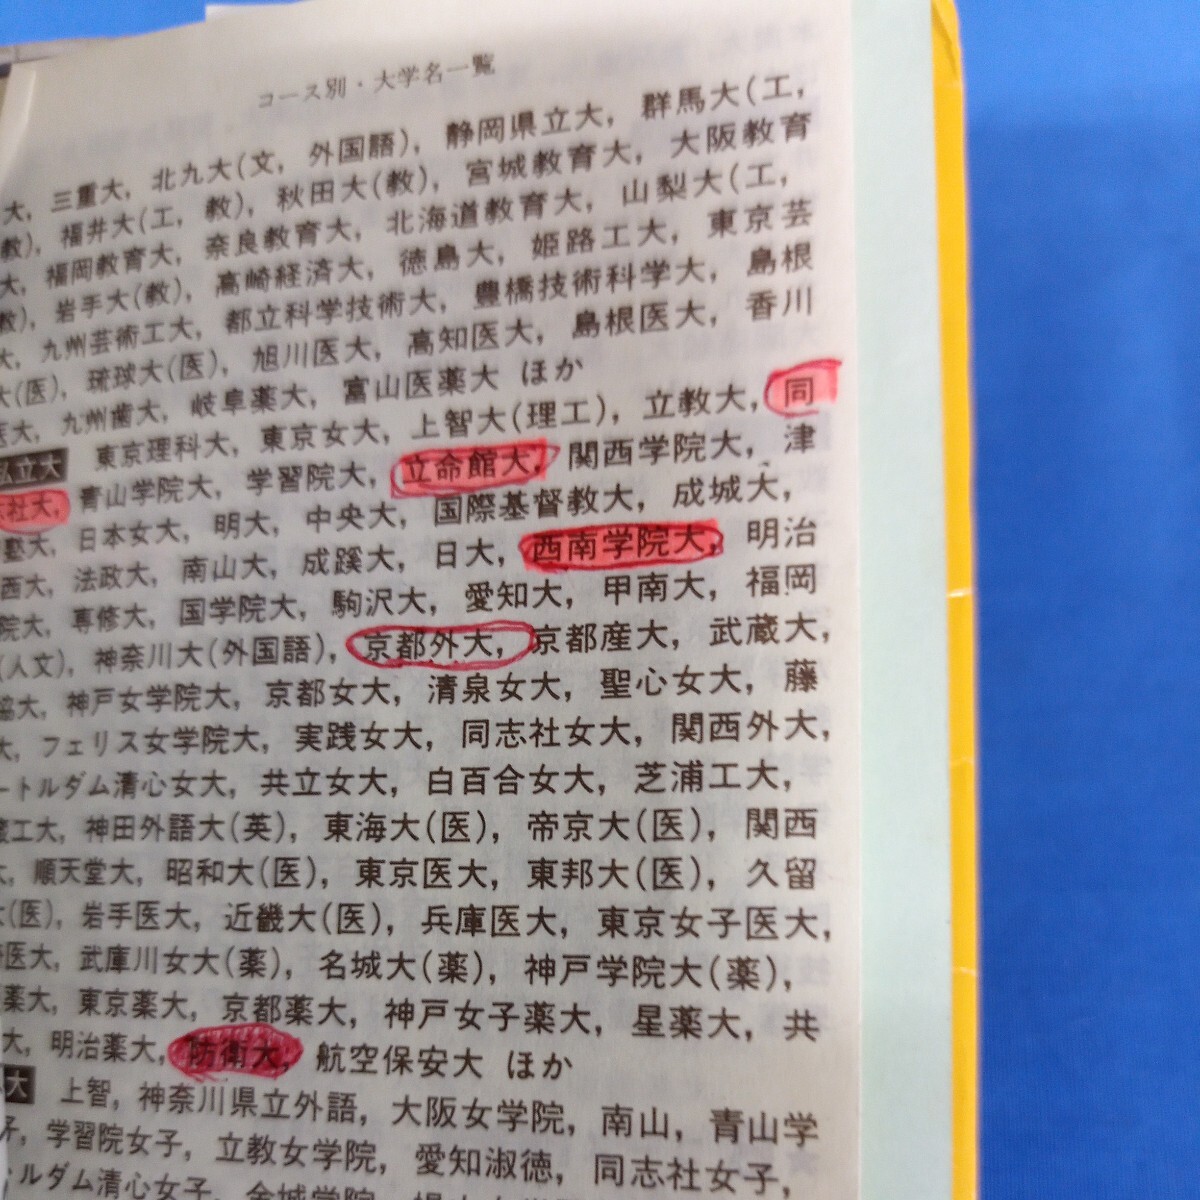 コース別・大学名一覧
大，三重大，北九大(文，外国語)，静岡県立大，群馬大(工，
教)，福井大(工，教)，秋田大(教)，宮城教育大，大阪教育
大，福岡教育大，奈良教育大，北海道教育大，山梨大(工，
教)，岩手大(教)，高崎経済大，徳島大，姫路工大，東京芸
大，九州芸術工大，都立科学技術大，豊橋技術科学大，島根
大(医)，琉球大(医)，旭川医大，高知医大，島根医大，香川
医大，九州歯大，岐阜薬大，富山医薬大 ほか
私立大 東京理科大，東京女大，上智大(理工)，立教大，同
社大，青山学院大，学習院大，立命館大，関西学院大，津
塾大，日本女大，明大，中央大，国際基督教大，成城大，
西大，法政大，南山大，成蹊大，日大，西南学院大，明治
院大，専修大，国学院大，駒沢大，愛知大，甲南大，福岡
(人文)，神奈川大(外国語)，京都外大，京都産大，武蔵大，
協大，神戸女学院大，京都女大，清泉女大，聖心女大，藤
大，フェリス女学院大，実践女大，同志社女大，関西外大，
ートルダム清心女大，共立女大，白百合女大，芝浦工大，
蔵工大，神田外語大(英)，東海大(医)，帝京大(医)，関西
大，順天堂大，昭和大(医)，東京医大，東邦大(医)，久留
大(医)，岩手医大，近畿大(医)，兵庫医大，東京女子医大，
医大，武庫川女大(薬)，名城大(薬)，神戸学院大(薬)，
薬大，東京薬大，京都薬大，神戸女子薬大，星薬大，共
大，明治薬大，防衛大，航空保安大 ほか
大 上智，神奈川県立外語，大阪女学院，南山，青山学
子，学習院女子，立教女学院，愛知淑徳，同志社女子，
ルダム清心女子，金城学院，